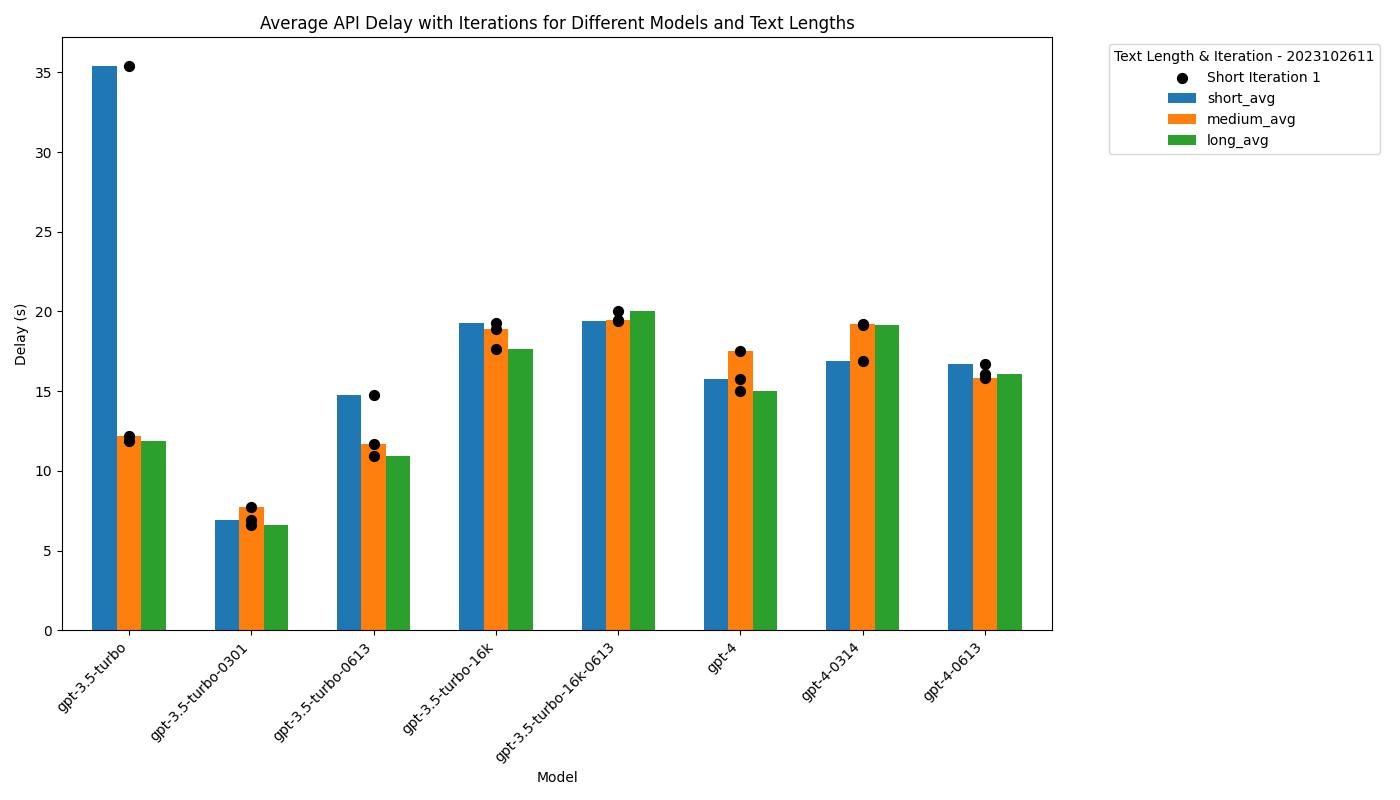 Average API Delay with Iterations for Different Models and Text Lengths
Text Length & Iteration - 2023102611
Short Iteration 1
short_avg
medium_avg
long_avg
Delay (s)
35
30
25
20
15
10
5
0
gpt-3.5-turbo
gpt-3.5-turbo-0301
gpt-3.5-turbo-0613
gpt-3.5-turbo-16k
gpt-3.5-turbo-16k-0613
gpt-4
gpt-4-0314
gpt-4-0613
Model